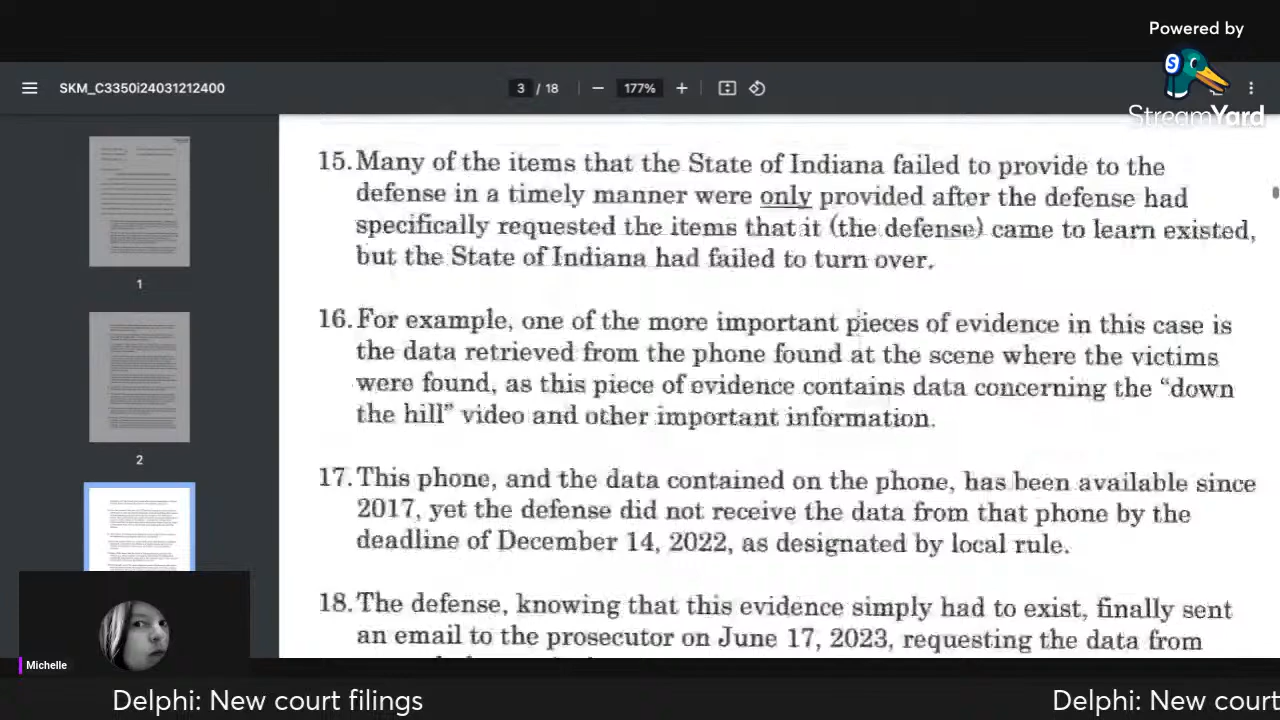 Powered by
StreamYard
SKM_C3350i24031212400
3 / 18
177%
15. Many of the items that the State of Indiana failed to provide to the
defense in a timely manner were only provided after the defense had
specifically requested the items that it (the defense) came to learn existed,
but the State of Indiana had failed to turn over.
16. For example, one of the more important pieces of evidence in this case is
the data retrieved from the phone found at the scene where the victims
were found, as this piece of evidence contains data concerning the “down
the hill” video and other important information.
17. This phone, and the data contained on the phone, has been available since
2017, yet the defense did not receive the data from that phone by the
deadline of December 14, 2022, as designated by local rule.
18. The defense, knowing that this evidence simply had to exist, finally sent
an email to the prosecutor on June 17, 2023, requesting the data from
1
2
Michelle
Delphi: New court filings
Delphi: New court